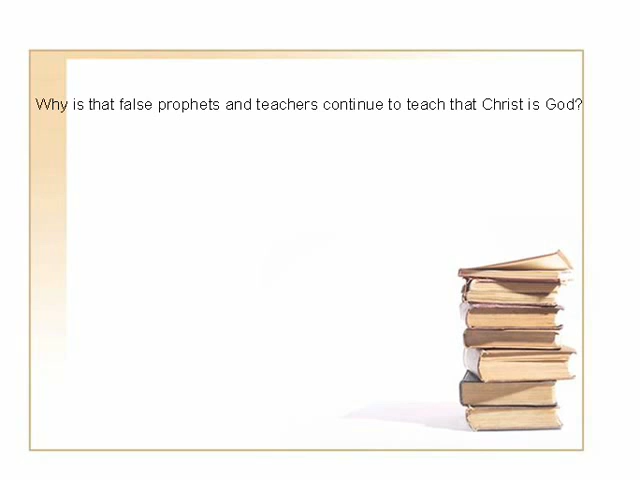 Why is that false prophets and teachers continue to teach that Christ is God?